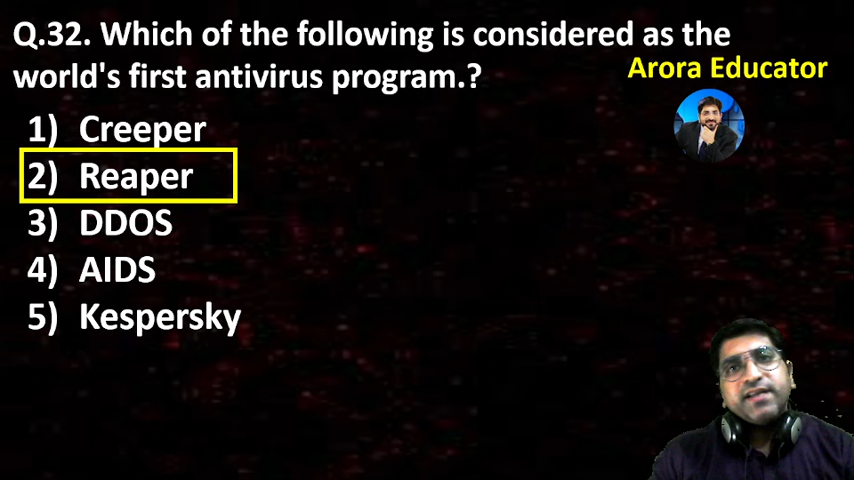 Q.32. Which of the following is considered as the
world's first antivirus program.?
Arora Educator
1) Creeper
2) Reaper
3) DDOS
4) AIDS
5) Kespersky